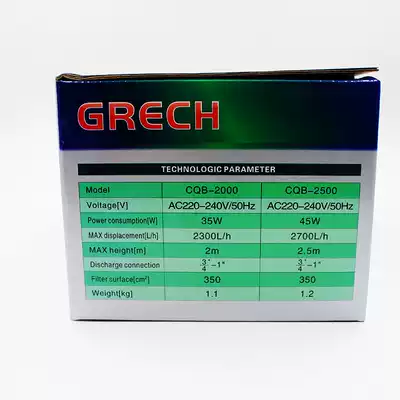 GRECH
TECHNOLOGIC PARAMETER
Model CQB-2000 CQB-2500
Voltage[V] AC220-240V/50Hz AC220-240V/50Hz
Power consumption[W] 35W 45W
MAX displacement[L/h] 2300L/h 2700L/h
MAX height[m] 2m 2.5m
Discharge connection 3/4"-1" 3/4"-1"
Filter surface[cm²] 350 350
Weight[kg] 1.1 1.2